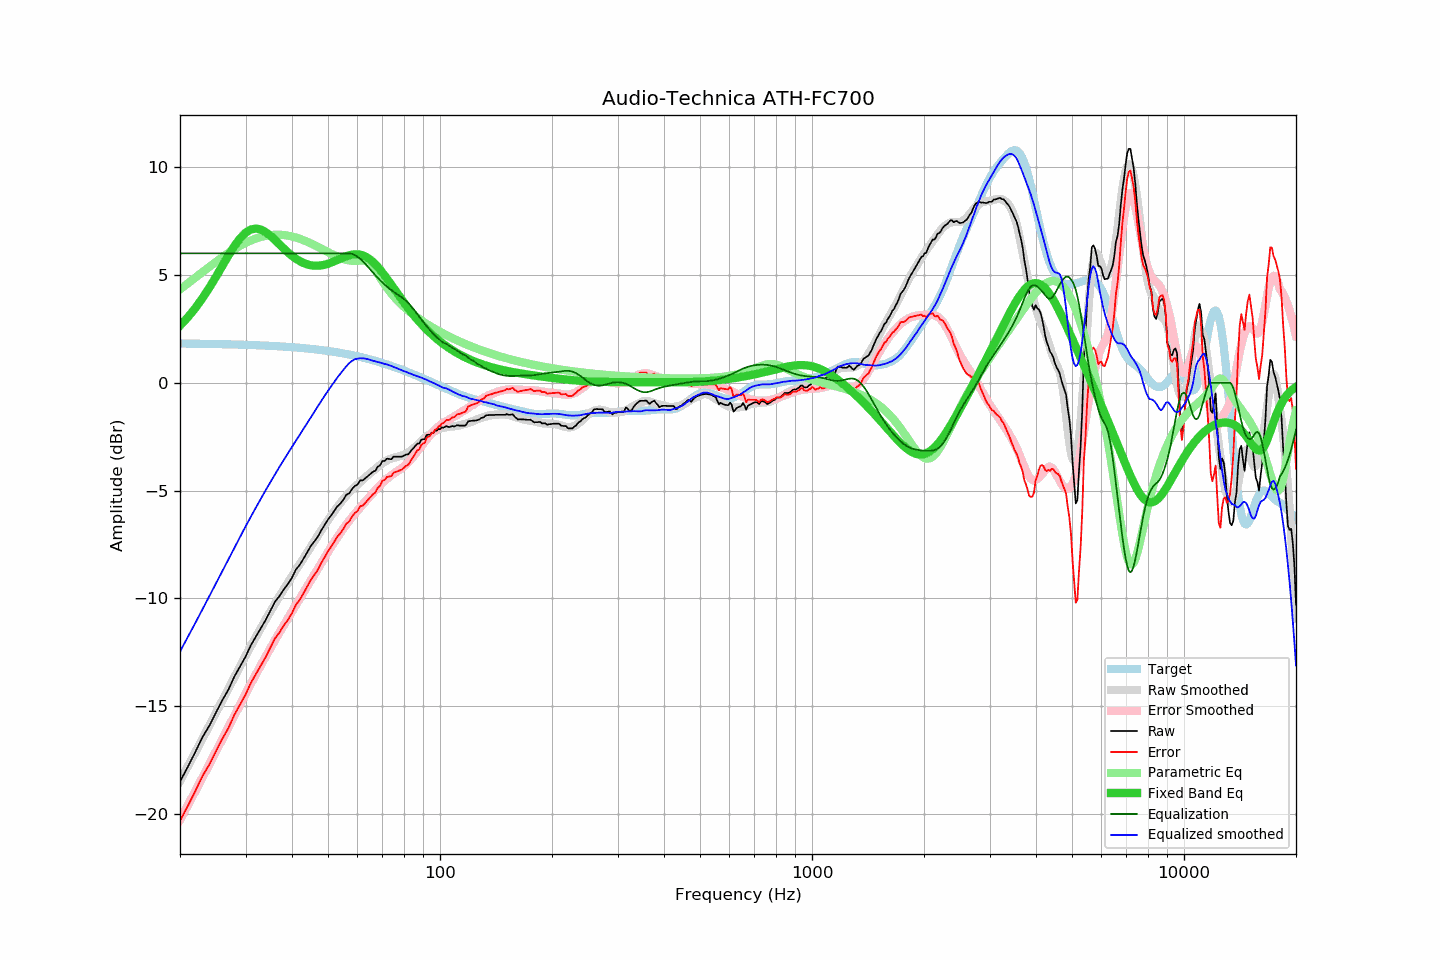 Audio-Technica ATH-FC700
10
5
0
−5
−10
−15
−20
Amplitude (dBr)
100
1000
10000
Frequency (Hz)
Target
Raw Smoothed
Error Smoothed
Raw
Error
Parametric Eq
Fixed Band Eq
Equalization
Equalized smoothed